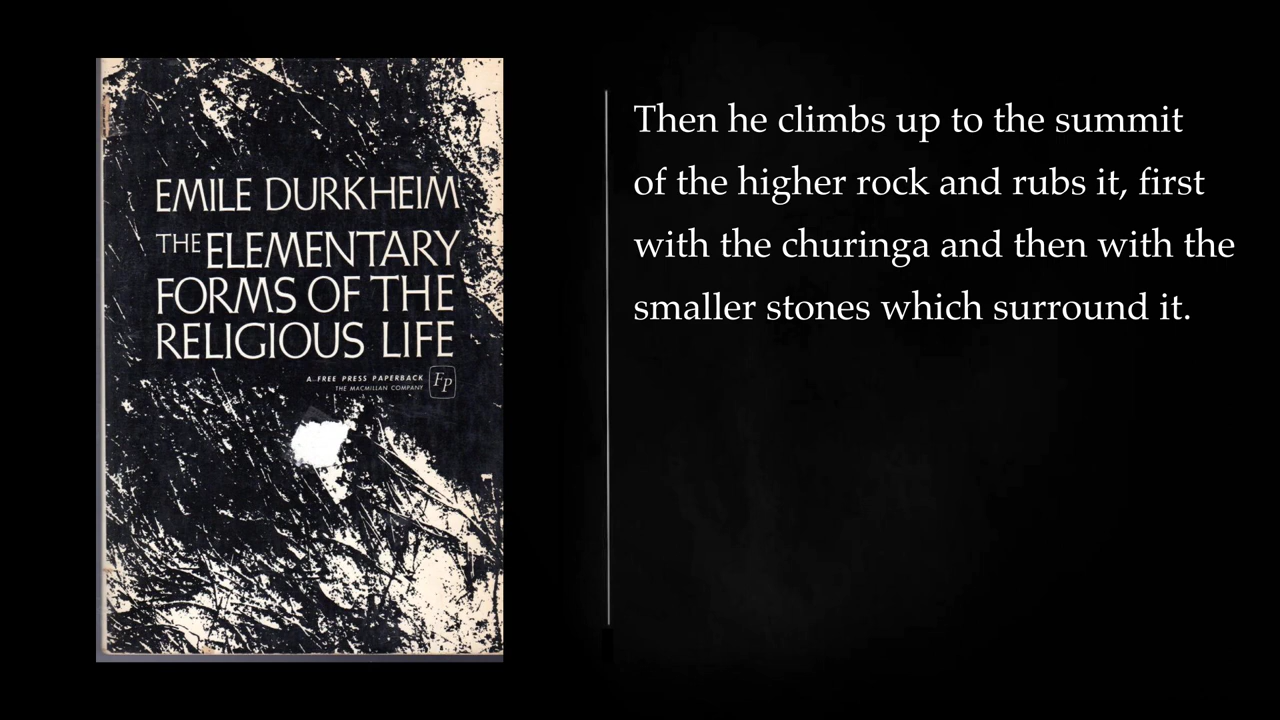 EMILE DURKHEIM
THE ELEMENTARY
FORMS OF THE
RELIGIOUS LIFE
A FREE PRESS PAPERBACK
THE MACMILLAN COMPANY
FP
Then he climbs up to the summit
of the higher rock and rubs it, first
with the churinga and then with the
smaller stones which surround it.